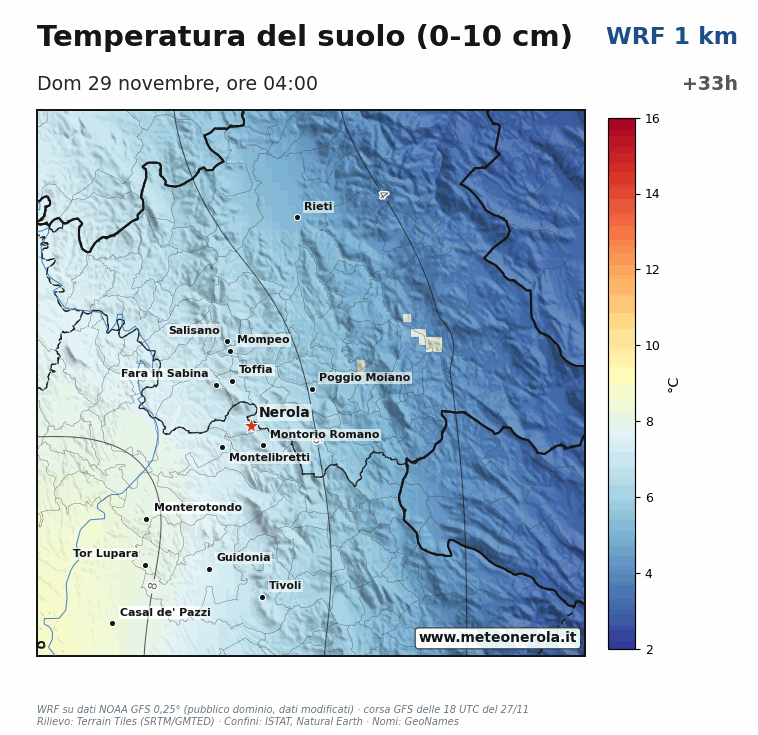 Temperatura del suolo (0-10 cm)
WRF 1 km
Dom 29 novembre, ore 04:00
+33h
Rieti
4
Salisano
Mompeo
Fara in Sabina
Toffia
Poggio Moiano
Nerola
Montorio Romano
Montelibretti
Monterotondo
Tor Lupara
Guidonia
8
Tivoli
Casal de' Pazzi
www.meteonerola.it
16
14
12
10
8
6
4
2
°C
WRF su dati NOAA GFS 0,25° (pubblico dominio, dati modificati) · corsa GFS delle 18 UTC del 27/11
Rilievo: Terrain Tiles (SRTM/GMTED) · Confini: ISTAT, Natural Earth · Nomi: GeoNames